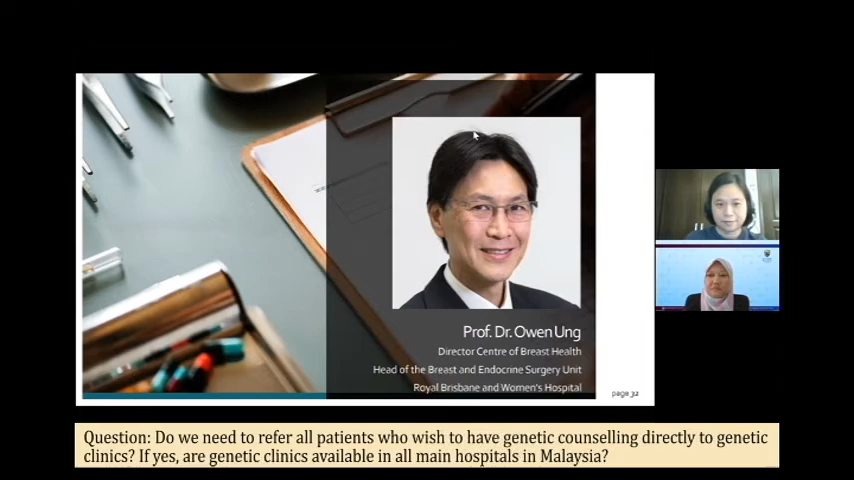 Prof. Dr. Owen Ung
Director Centre of Breast Health
Head of the Breast and Endocrine Surgery Unit
Royal Brisbane and Women's Hospital
page 32
Question: Do we need to refer all patients who wish to have genetic counselling directly to genetic
clinics? If yes, are genetic clinics available in all main hospitals in Malaysia?